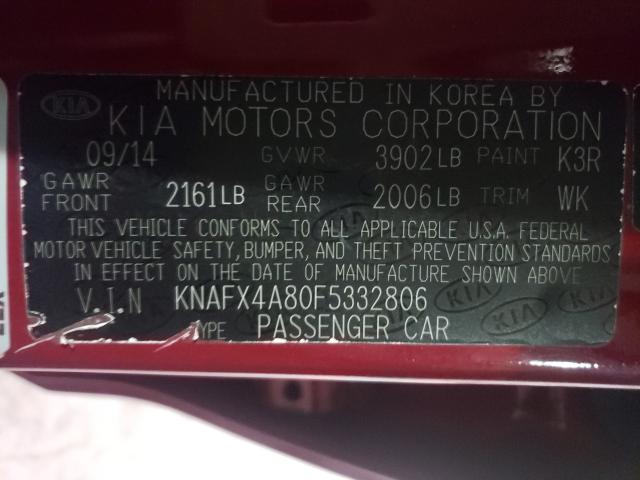 KIA
MANUFACTURED IN KOREA BY
KIA MOTORS CORPORATION
09/14 GVWR 3902LB PAINT K3R
GAWR FRONT 2161LB GAWR REAR 2006LB TRIM WK
THIS VEHICLE CONFORMS TO ALL APPLICABLE U.S.A. FEDERAL
MOTOR VEHICLE SAFETY, BUMPER, AND THEFT PREVENTION STANDARDS
IN EFFECT ON THE DATE OF MANUFACTURE SHOWN ABOVE
V.I.N KNAFX4A80F5332806
TYPE PASSENGER CAR